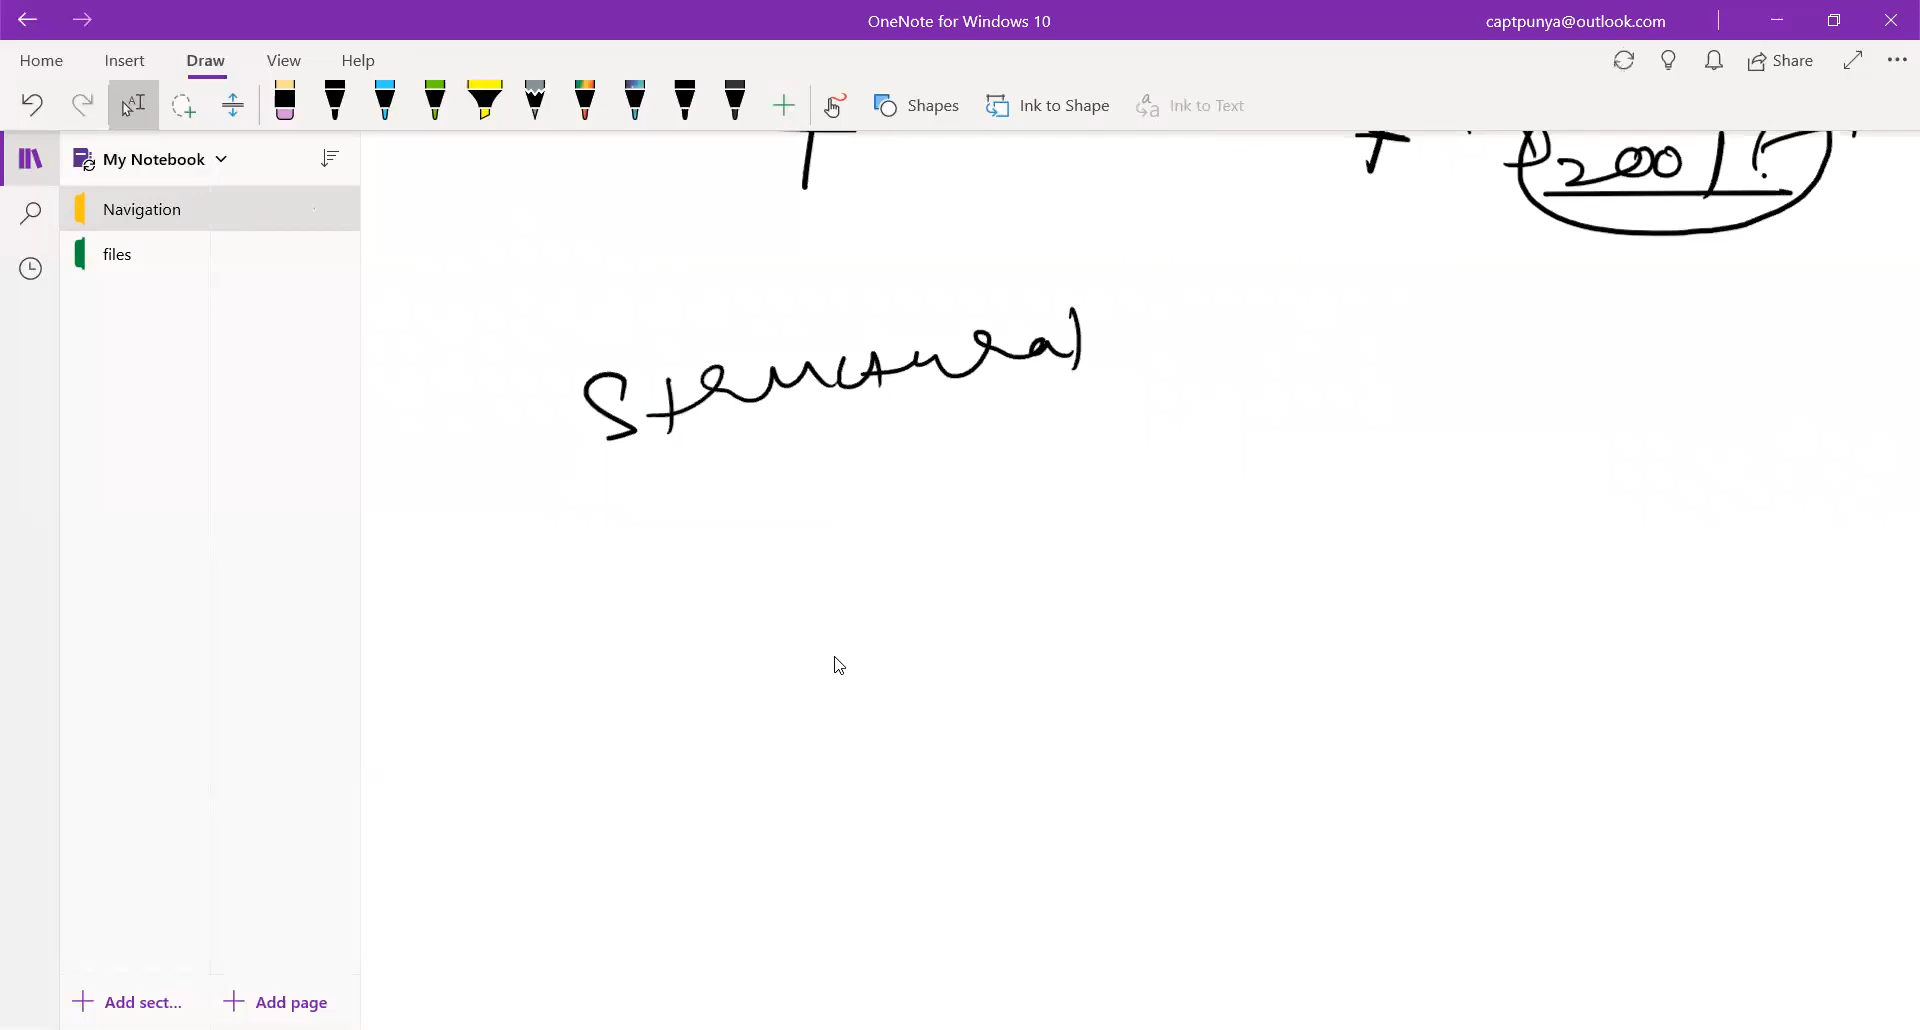 OneNote for Windows 10
captpunya@outlook.com
Home Insert Draw View Help
Share
Shapes
Ink to Shape
Ink to Text
My Notebook
Navigation
files
Structural
Add sect...
Add page